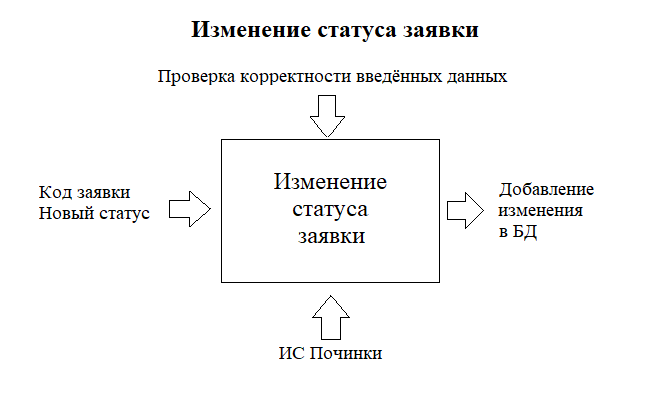 Изменение статуса заявки
Проверка корректности введённых данных
Код заявки
Новый статус
Изменение
статуса
заявки
Добавление
изменения
в БД
ИС Починки